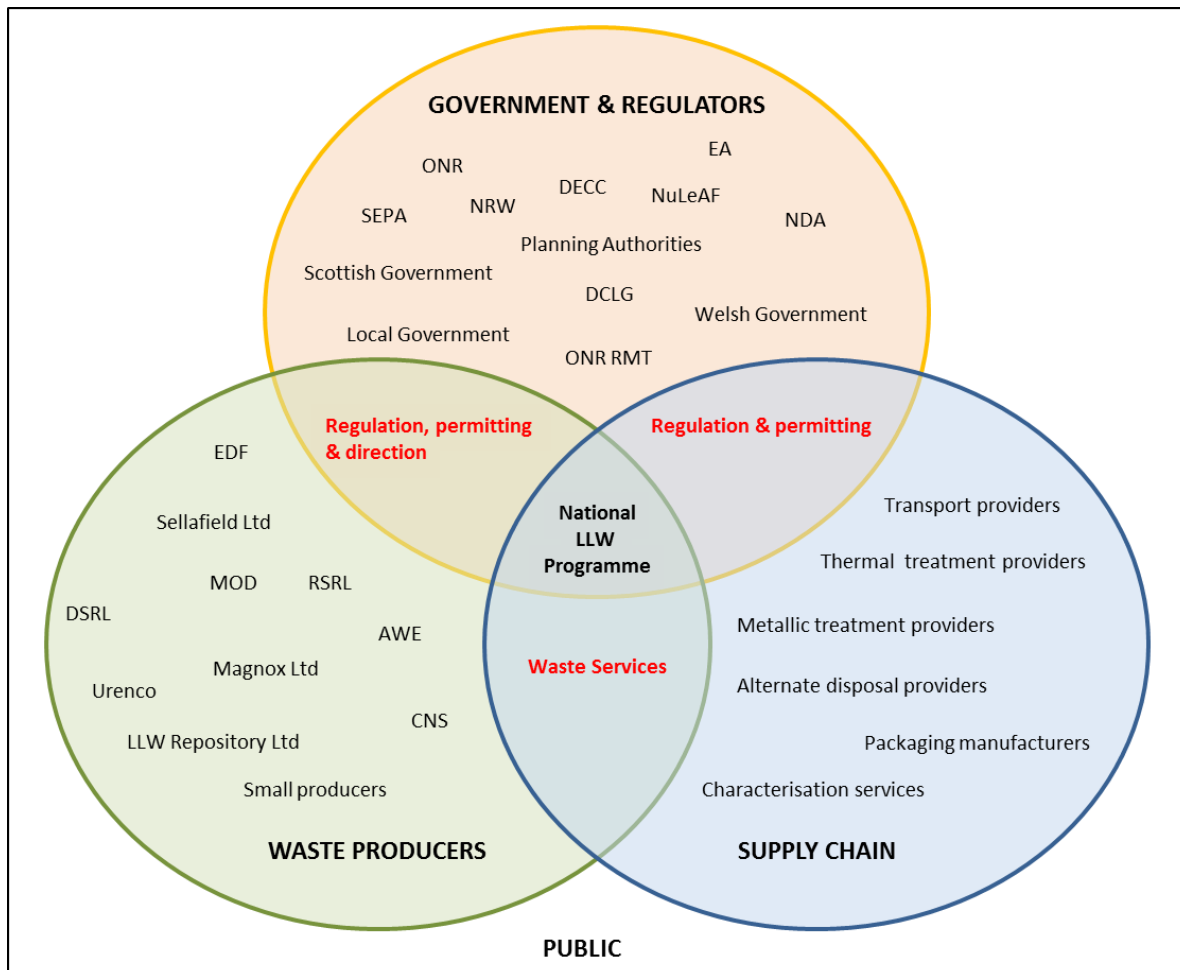 GOVERNMENT & REGULATORS
EA
ONR
DECC
NuLeAF
NRW
SEPA
NDA
Planning Authorities
Scottish Government
DCLG
Welsh Government
Local Government
ONR RMT
Regulation, permitting
& direction
Regulation & permitting
EDF
Sellafield Ltd
MOD
RSRL
DSRL
AWE
Magnox Ltd
Urenco
CNS
LLW Repository Ltd
Small producers
WASTE PRODUCERS
National
LLW
Programme
Waste Services
Transport providers
Thermal treatment providers
Metallic treatment providers
Alternate disposal providers
Packaging manufacturers
Characterisation services
SUPPLY CHAIN
PUBLIC